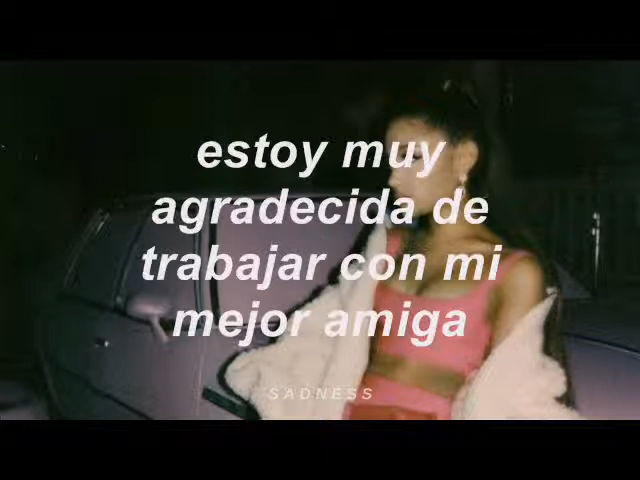 estoy muy
agradecida de
trabajar con mi
mejor amiga
SADNESS